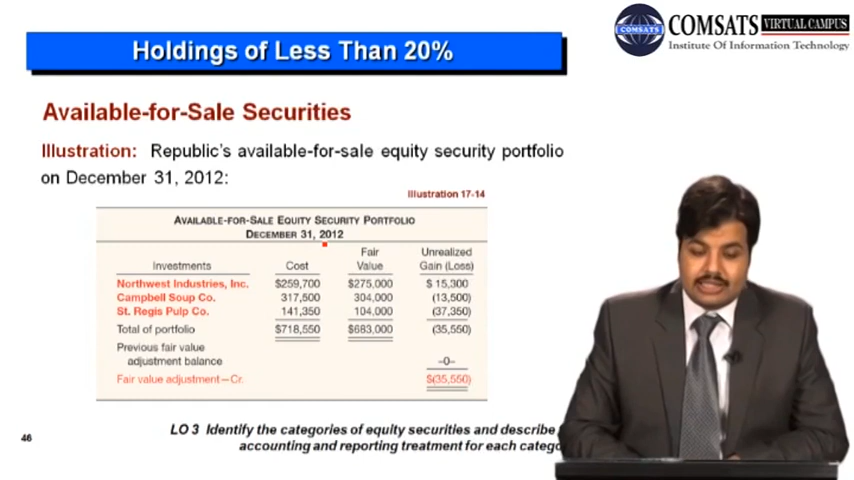 COMSATS
COMSATS VIRTUAL CAMPUS
Institute Of Information Technology
Holdings of Less Than 20%
Available-for-Sale Securities
Illustration: Republic's available-for-sale equity security portfolio
on December 31, 2012:
Illustration 17-14
AVAILABLE-FOR-SALE EQUITY SECURITY PORTFOLIO
DECEMBER 31, 2012
Fair Unrealized
Investments Cost Value Gain (Loss)
Northwest Industries, Inc. $259,700 $275,000 $ 15,300
Campbell Soup Co. 317,500 304,000 (13,500)
St. Regis Pulp Co. 141,350 104,000 (37,350)
Total of portfolio $718,550 $683,000 (35,550)
Previous fair value
adjustment balance –0–
Fair value adjustment—Cr. $(35,550)
46
LO 3 Identify the categories of equity securities and describe
accounting and reporting treatment for each catego